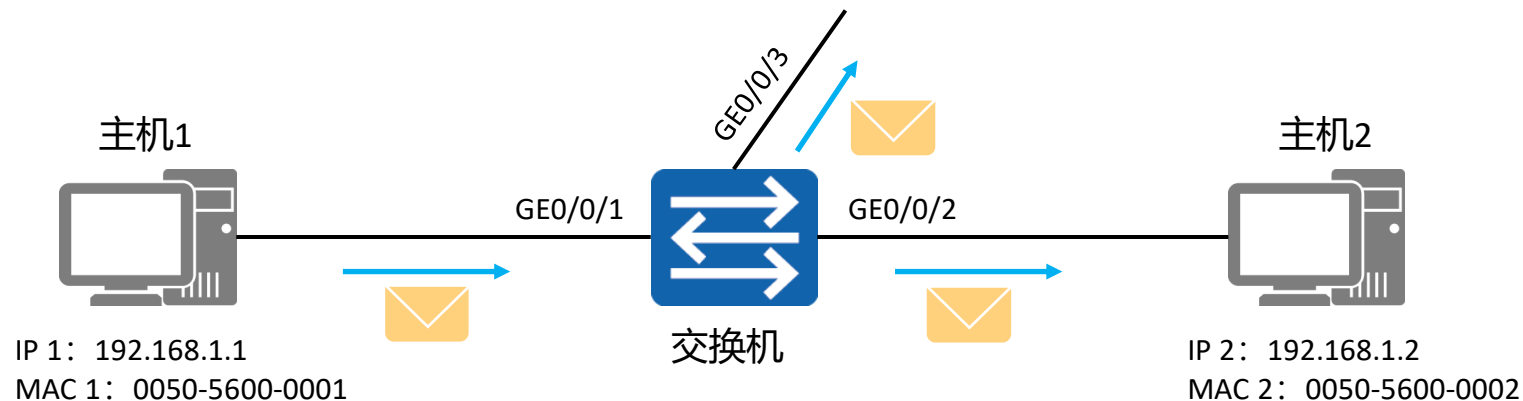 GE0/0/3
主机1
主机2
GE0/0/1
GE0/0/2
交换机
IP 1：192.168.1.1
MAC 1：0050-5600-0001
IP 2：192.168.1.2
MAC 2：0050-5600-0002